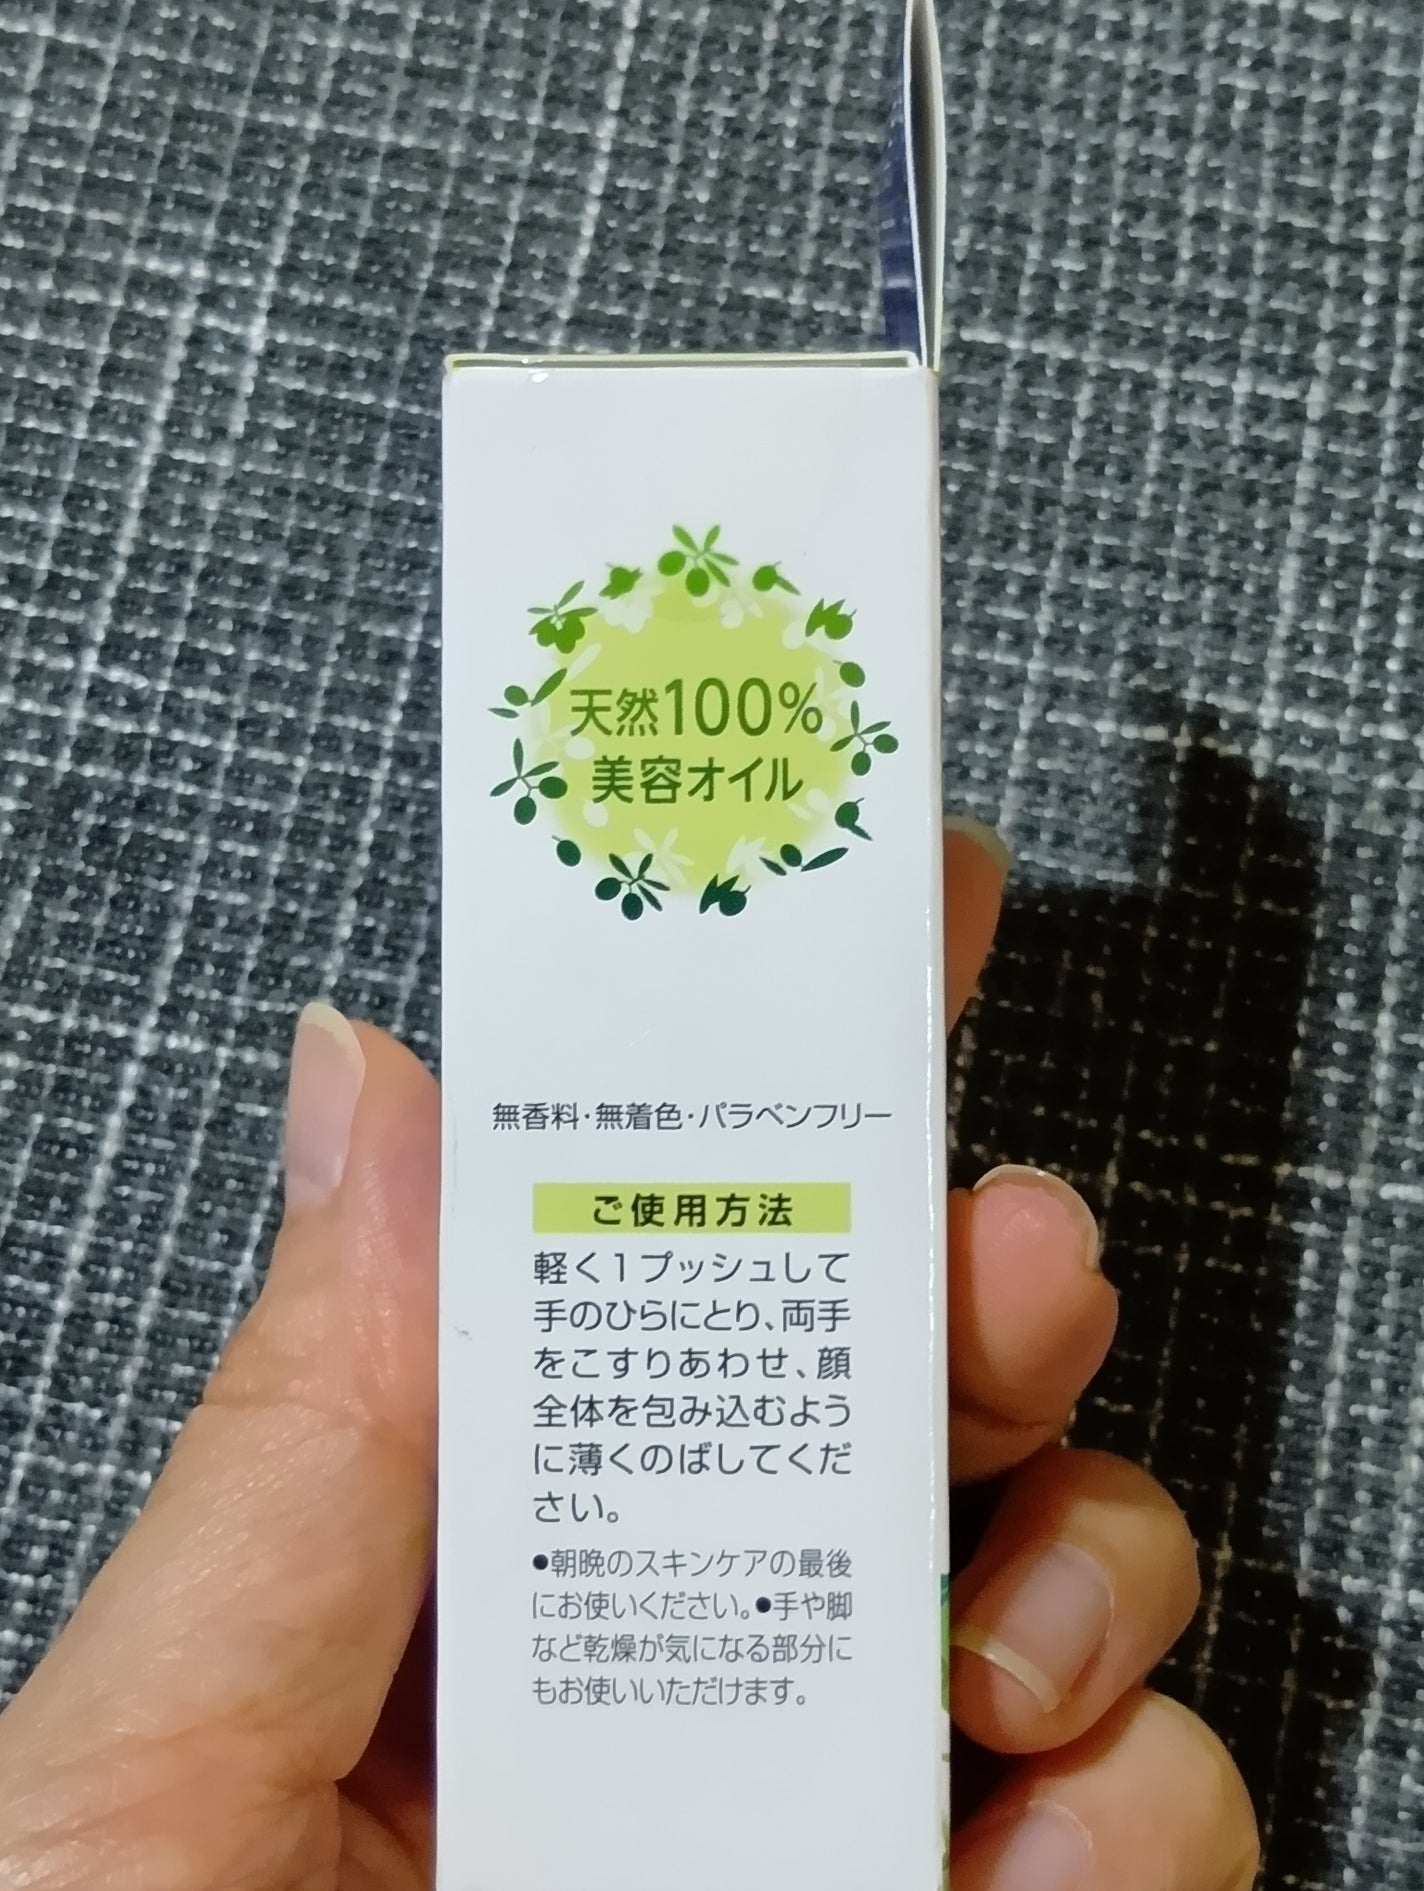 天然100%
美容オイル
無香料・無着色・パラベンフリー
ご使用方法
軽く1プッシュして
手のひらにとり、両手
をこすりあわせ、顔
全体を包み込むよう
に薄くのばしてくだ
さい。
●朝晩のスキンケアの最後
にお使いください。●手や脚
など乾燥が気になる部分に
もお使いいただけます。